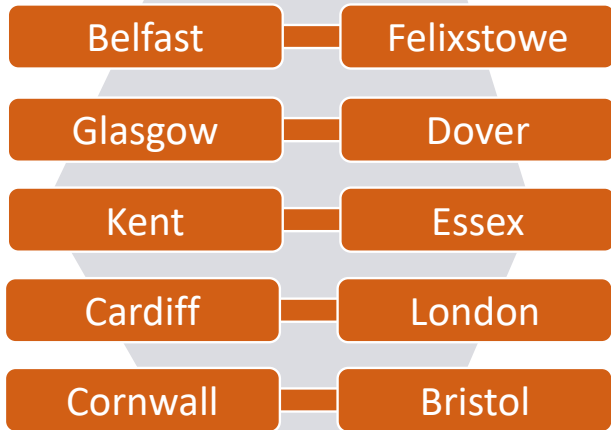 Belfast Felixstowe
Glasgow Dover
Kent Essex
Cardiff London
Cornwall Bristol